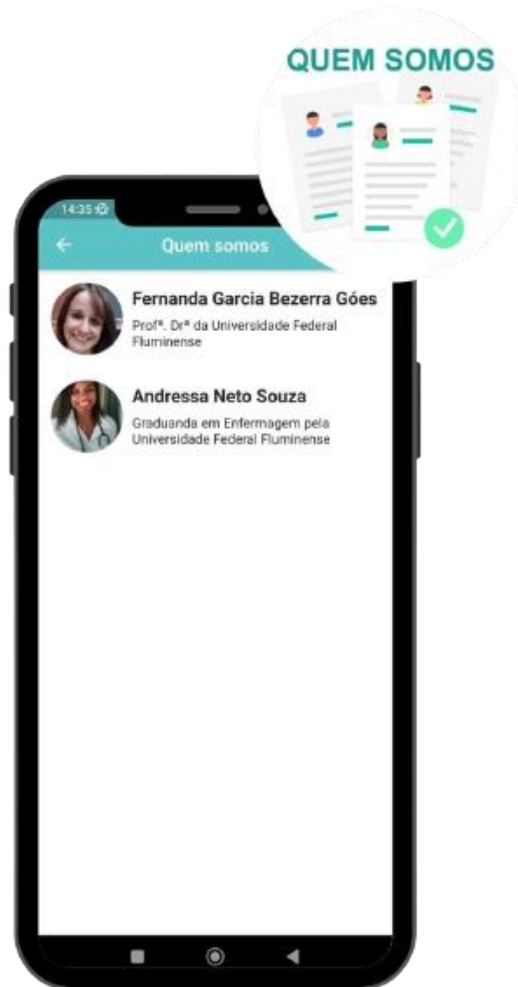 QUEM SOMOS
14:35
Quem somos
Fernanda Garcia Bezerra Góes
Profª. Drª da Universidade Federal
Fluminense
Andressa Neto Souza
Graduanda em Enfermagem pela
Universidade Federal Fluminense